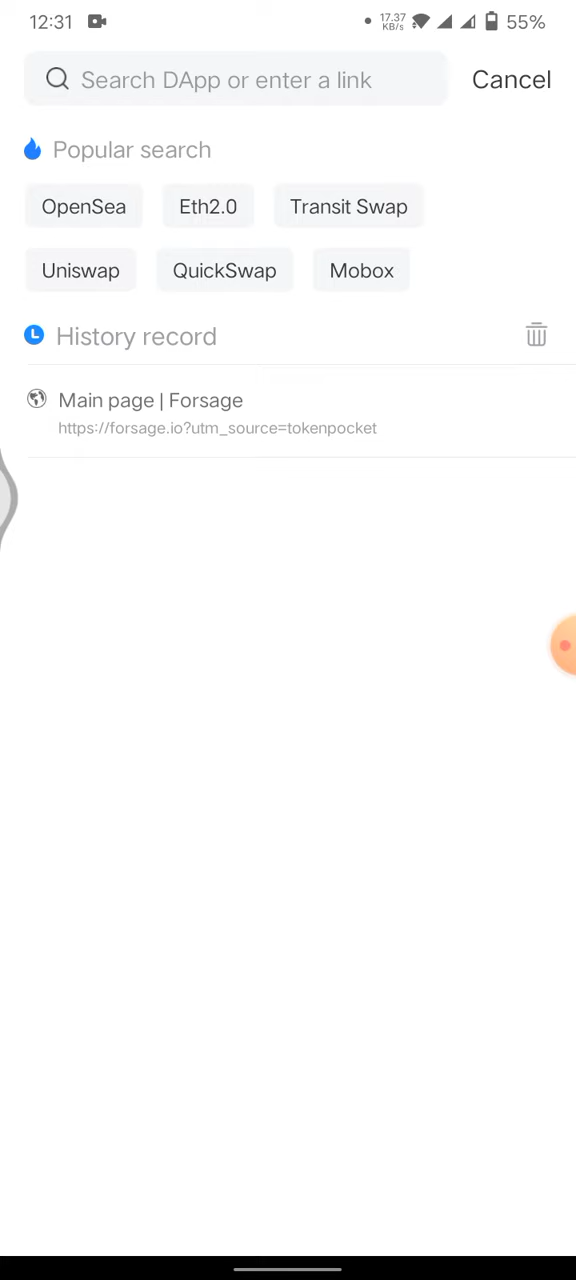 12:31 17.37 KB/s 55%
Search DApp or enter a link Cancel
Popular search
OpenSea Eth2.0 Transit Swap
Uniswap QuickSwap Mobox
History record
Main page | Forsage
https://forsage.io?utm_source=tokenpocket